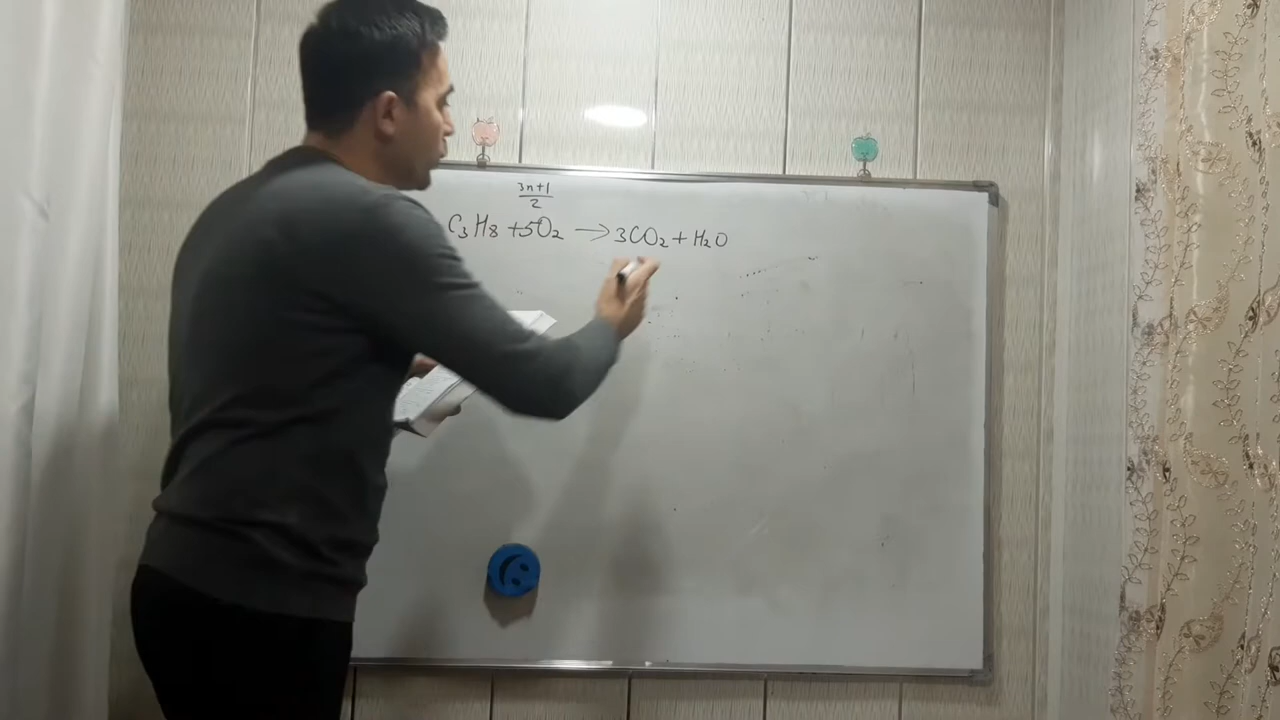 3n+1
2
C₃H₈ + 5O₂ → 3CO₂ + H₂O